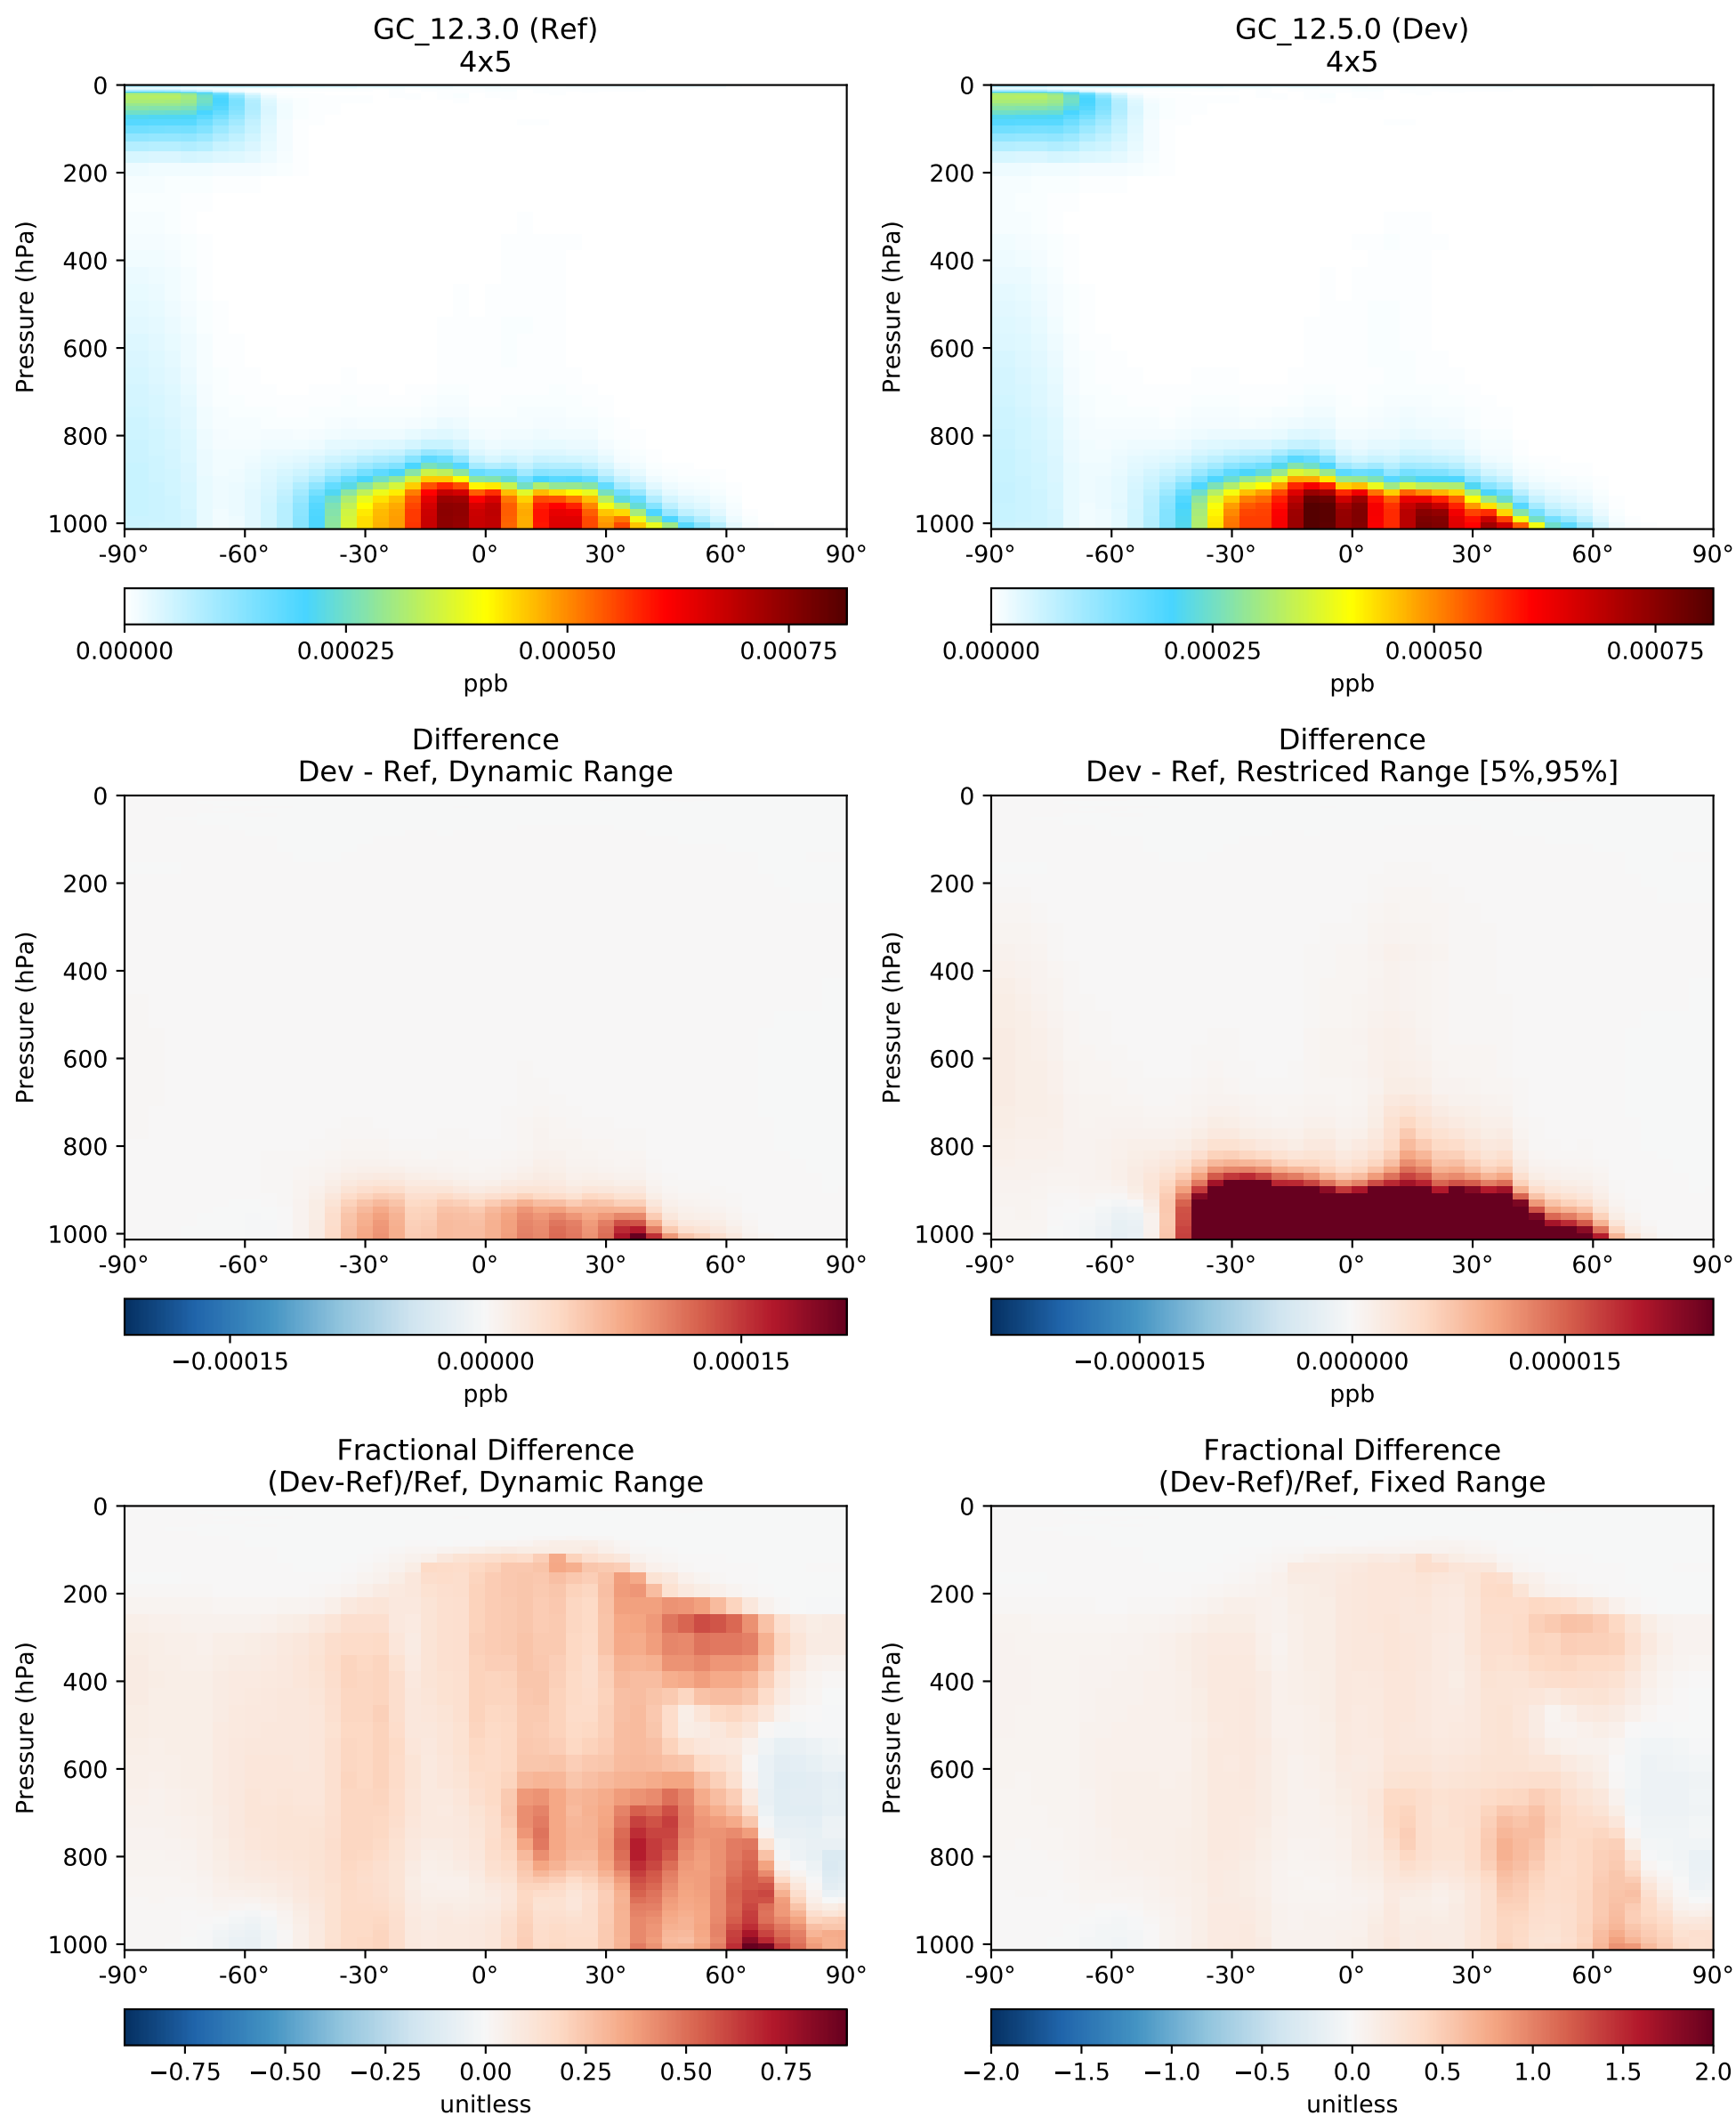 GC_12.3.0 (Ref)
4x5
0
200
400
600
800
1000
Pressure (hPa)
-90° -60° -30° 0° 30° 60° 90°
0.00000 0.00025 0.00050 0.00075
ppb
GC_12.5.0 (Dev)
4x5
0
200
400
600
800
1000
Pressure (hPa)
-90° -60° -30° 0° 30° 60° 90°
0.00000 0.00025 0.00050 0.00075
ppb
Difference
Dev - Ref, Dynamic Range
0
200
400
600
800
1000
Pressure (hPa)
-90° -60° -30° 0° 30° 60° 90°
−0.00015 0.00000 0.00015
ppb
Difference
Dev - Ref, Restriced Range [5%,95%]
0
200
400
600
800
1000
Pressure (hPa)
-90° -60° -30° 0° 30° 60° 90°
−0.000015 0.000000 0.000015
ppb
Fractional Difference
(Dev-Ref)/Ref, Dynamic Range
0
200
400
600
800
1000
Pressure (hPa)
-90° -60° -30° 0° 30° 60° 90°
−0.75 −0.50 −0.25 0.00 0.25 0.50 0.75
unitless
Fractional Difference
(Dev-Ref)/Ref, Fixed Range
0
200
400
600
800
1000
Pressure (hPa)
-90° -60° -30° 0° 30° 60° 90°
−2.0 −1.5 −1.0 −0.5 0.0 0.5 1.0 1.5 2.0
unitless